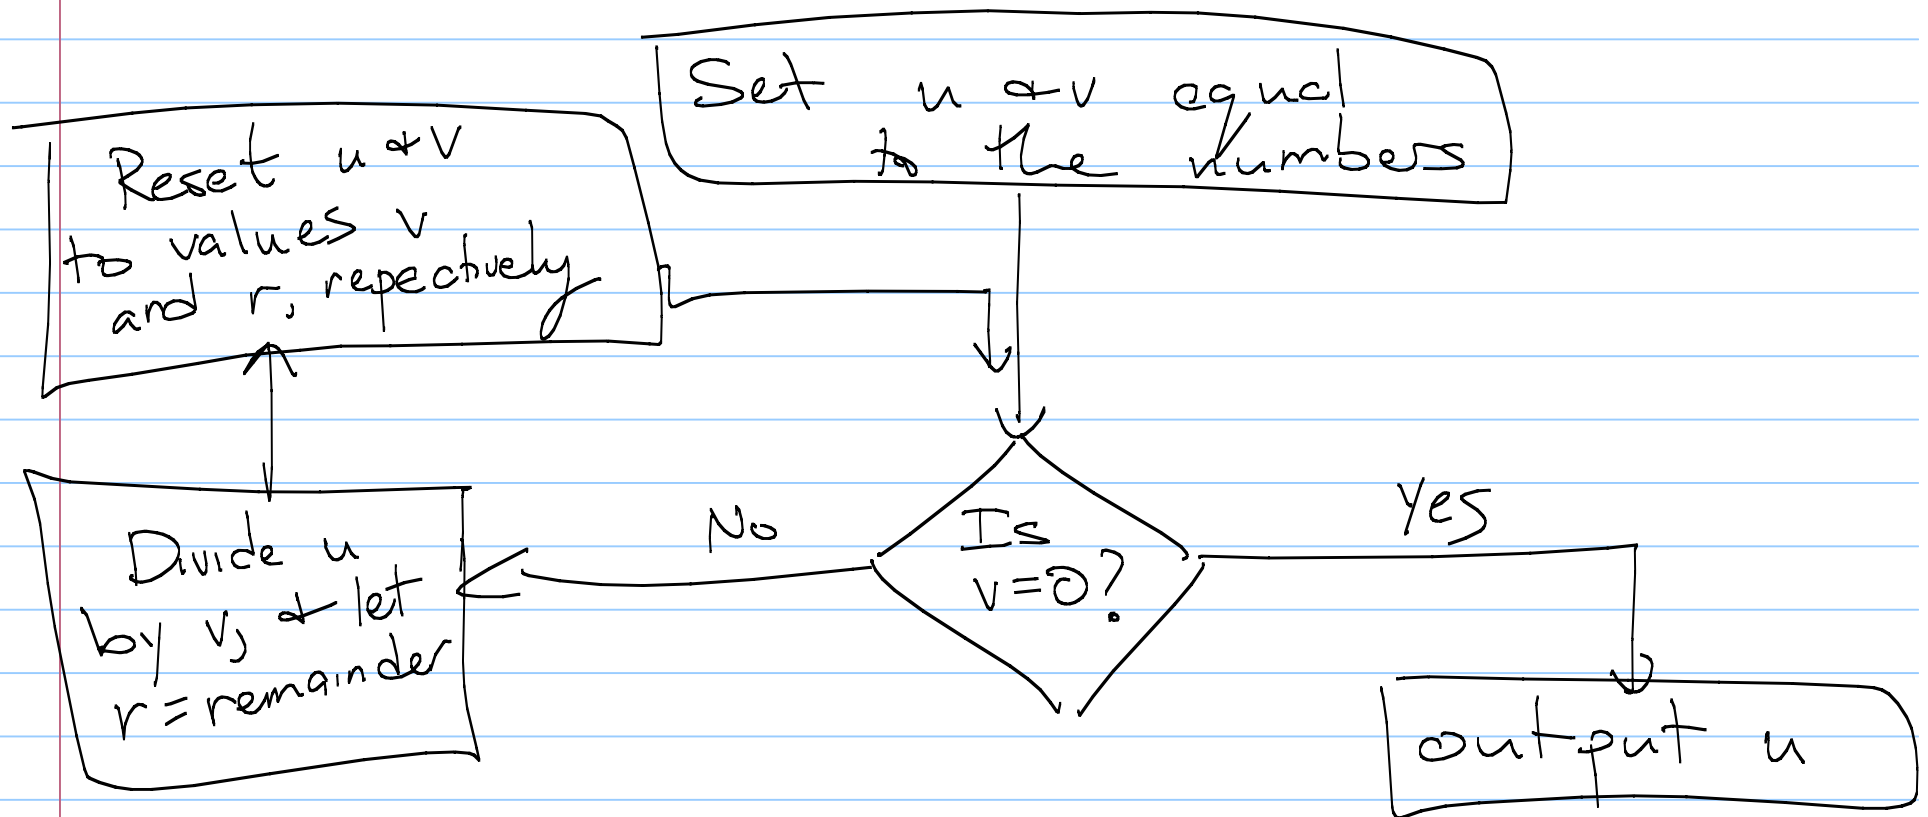 Set u & v equal
to the numbers
Reset u & v
to values v
and r, repectively
Is
v=0?
No
Yes
Divide u
by v, & let
r = remainder
output u